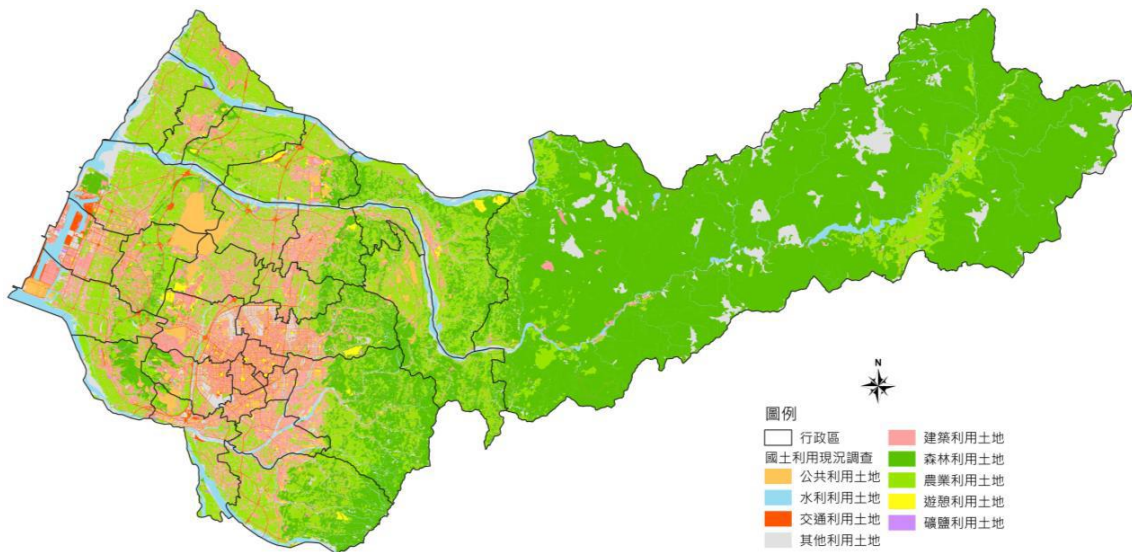 N
圖例
行政區
國土利用現況調查
公共利用土地
水利利用土地
交通利用土地
其他利用土地
建築利用土地
森林利用土地
農業利用土地
遊憩利用土地
礦鹽利用土地